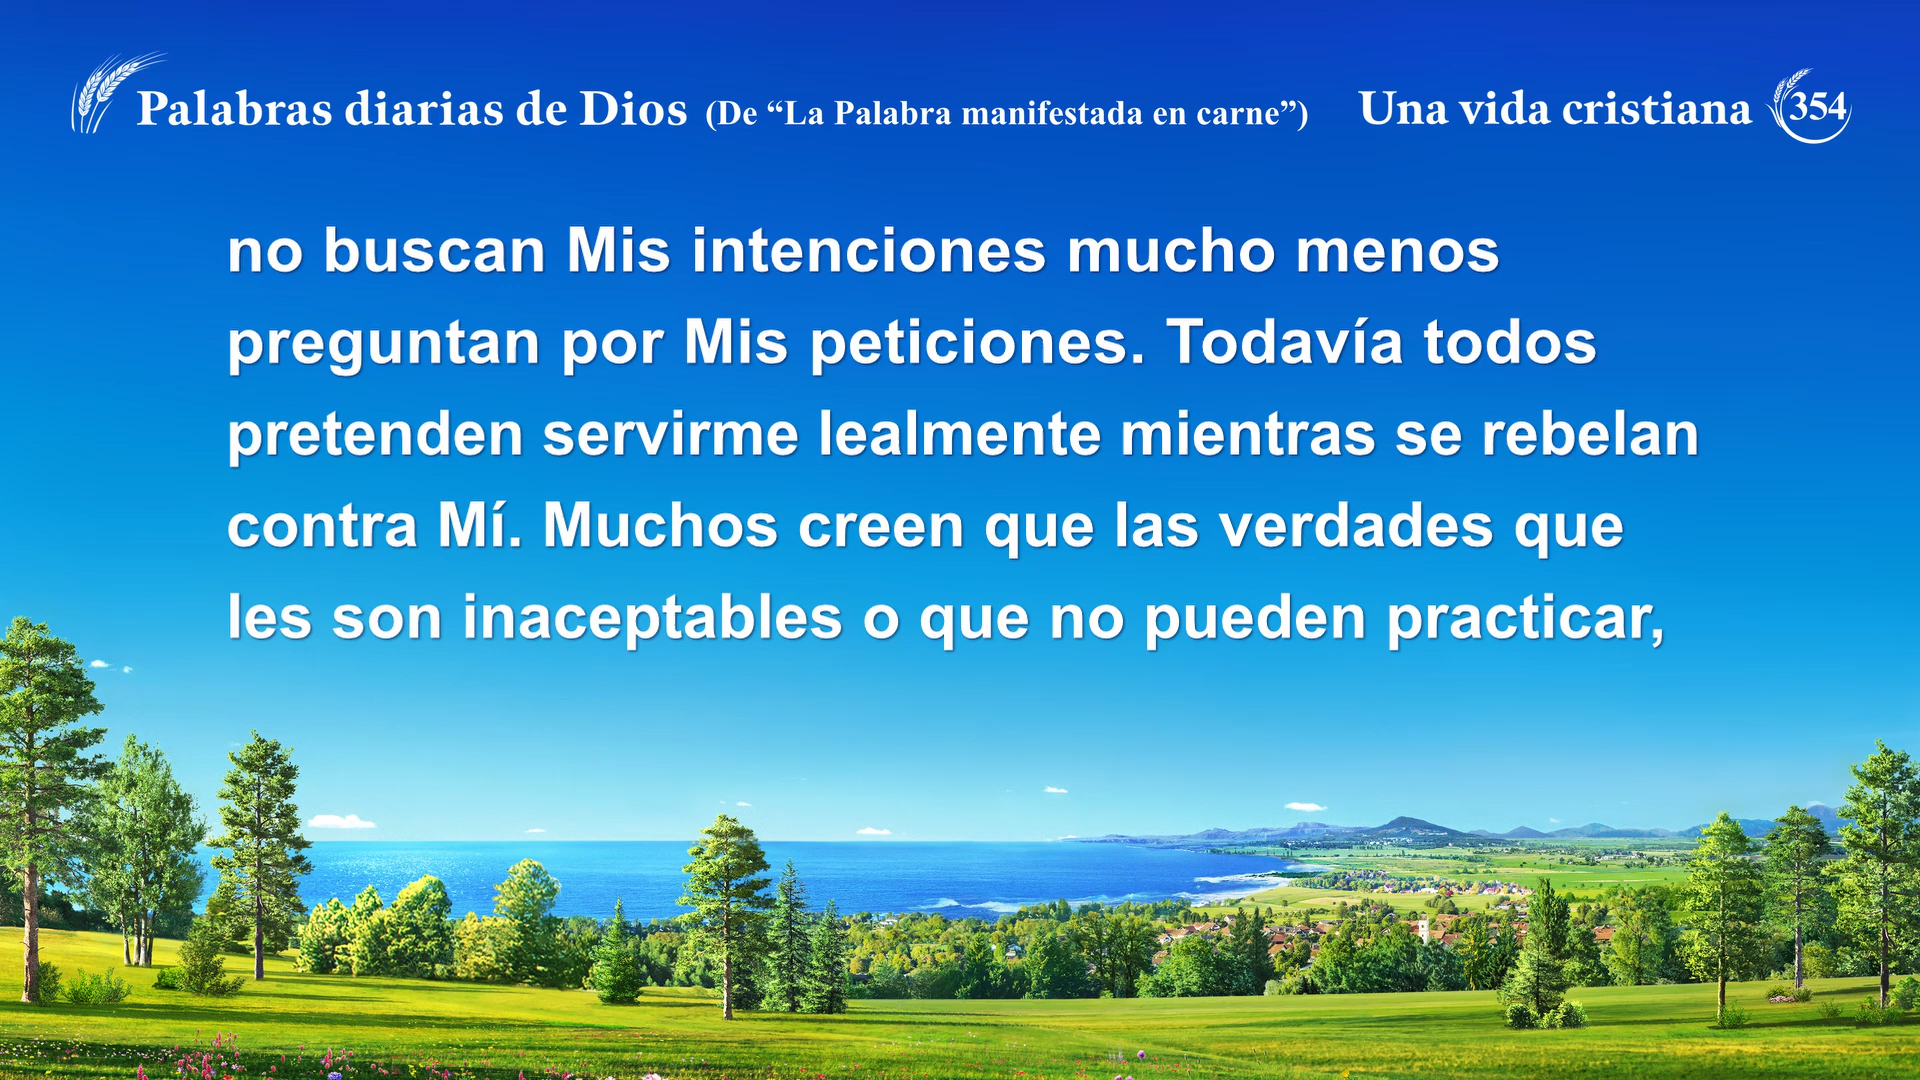 Palabras diarias de Dios (De “La Palabra manifestada en carne”) Una vida cristiana 354
no buscan Mis intenciones mucho menos
preguntan por Mis peticiones. Todavía todos
pretenden servirme lealmente mientras se rebelan
contra Mí. Muchos creen que las verdades que
les son inaceptables o que no pueden practicar,